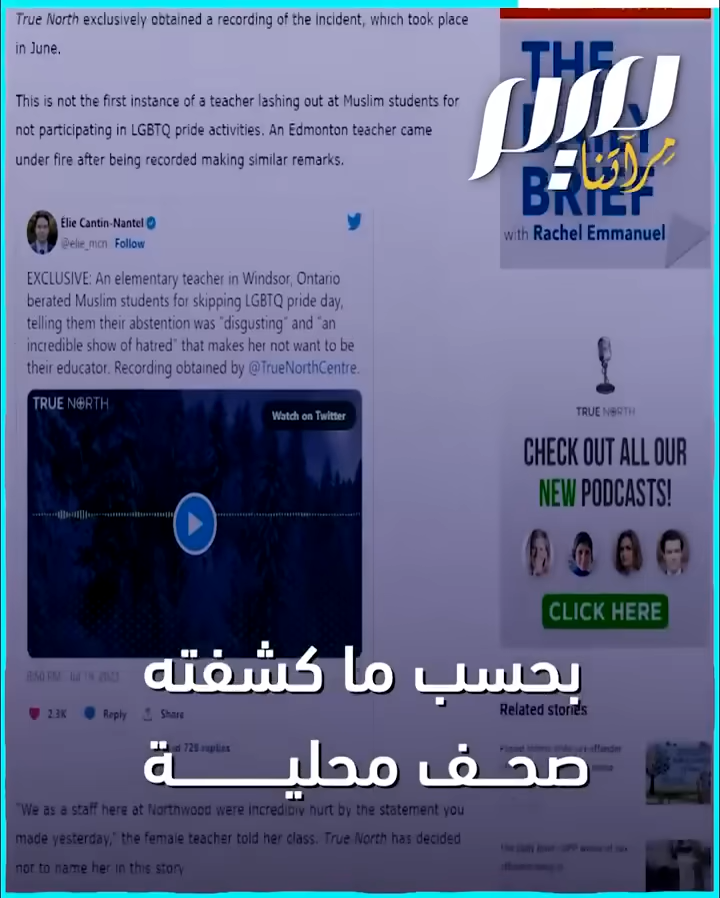 True North exclusively obtained a recording of the incident, which took place
in June.
This is not the first instance of a teacher lashing out at Muslim students for
not participating in LGBTQ pride activities. An Edmonton teacher came
under fire after being recorded making similar remarks.
THE
DAILY
BRIEF
with Rachel Emmanuel
سيم
مِرآتنا
Élie Cantin-Nantel
@elie_mcn Follow
EXCLUSIVE: An elementary teacher in Windsor, Ontario
berated Muslim students for skipping LGBTQ pride day,
telling them their abstention was "disgusting" and "an
incredible show of hatred" that makes her not want to be
their educator. Recording obtained by @TrueNorthCentre.
TRUE NORTH
Watch on Twitter
TRUE NORTH
CHECK OUT ALL OUR
NEW PODCASTS!
CLICK HERE
بحسب ما كشفته
صحف محلية
2.3K Reply Share
728 replies
Related stories
"We as a staff here at Northwood were incredibly hurt by the statement you
made yesterday," the female teacher told her class. True North has decided
not to name her in this story